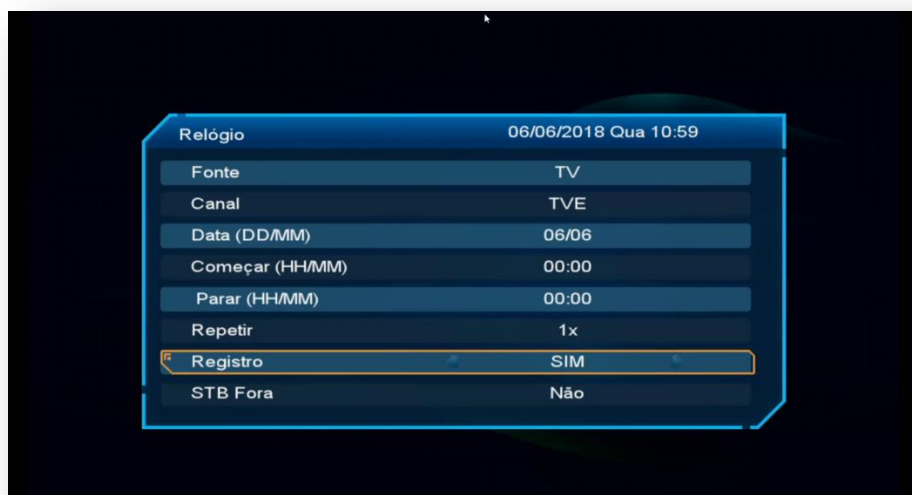 Relógio 06/06/2018 Qua 10:59
Fonte TV
Canal TVE
Data (DD/MM) 06/06
Começar (HH/MM) 00:00
Parar (HH/MM) 00:00
Repetir 1x
Registro SIM
STB Fora Não